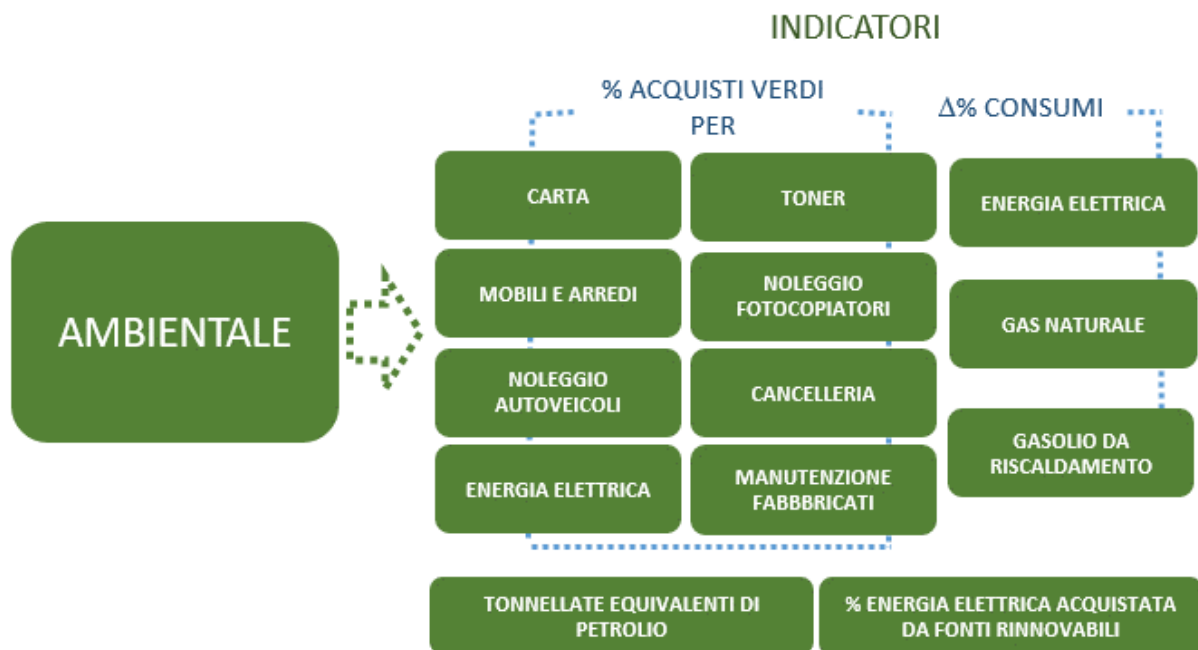 INDICATORI
% ACQUISTI VERDI
PER
∆% CONSUMI
AMBIENTALE
CARTA
TONER
ENERGIA ELETTRICA
MOBILI E ARREDI
NOLEGGIO
FOTOCOPIATORI
GAS NATURALE
NOLEGGIO
AUTOVEICOLI
CANCELLERIA
GASOLIO DA
RISCALDAMENTO
ENERGIA ELETTRICA
MANUTENZIONE
FABBBRICATI
TONNELLATE EQUIVALENTI DI
PETROLIO
% ENERGIA ELETTRICA ACQUISTATA
DA FONTI RINNOVABILI